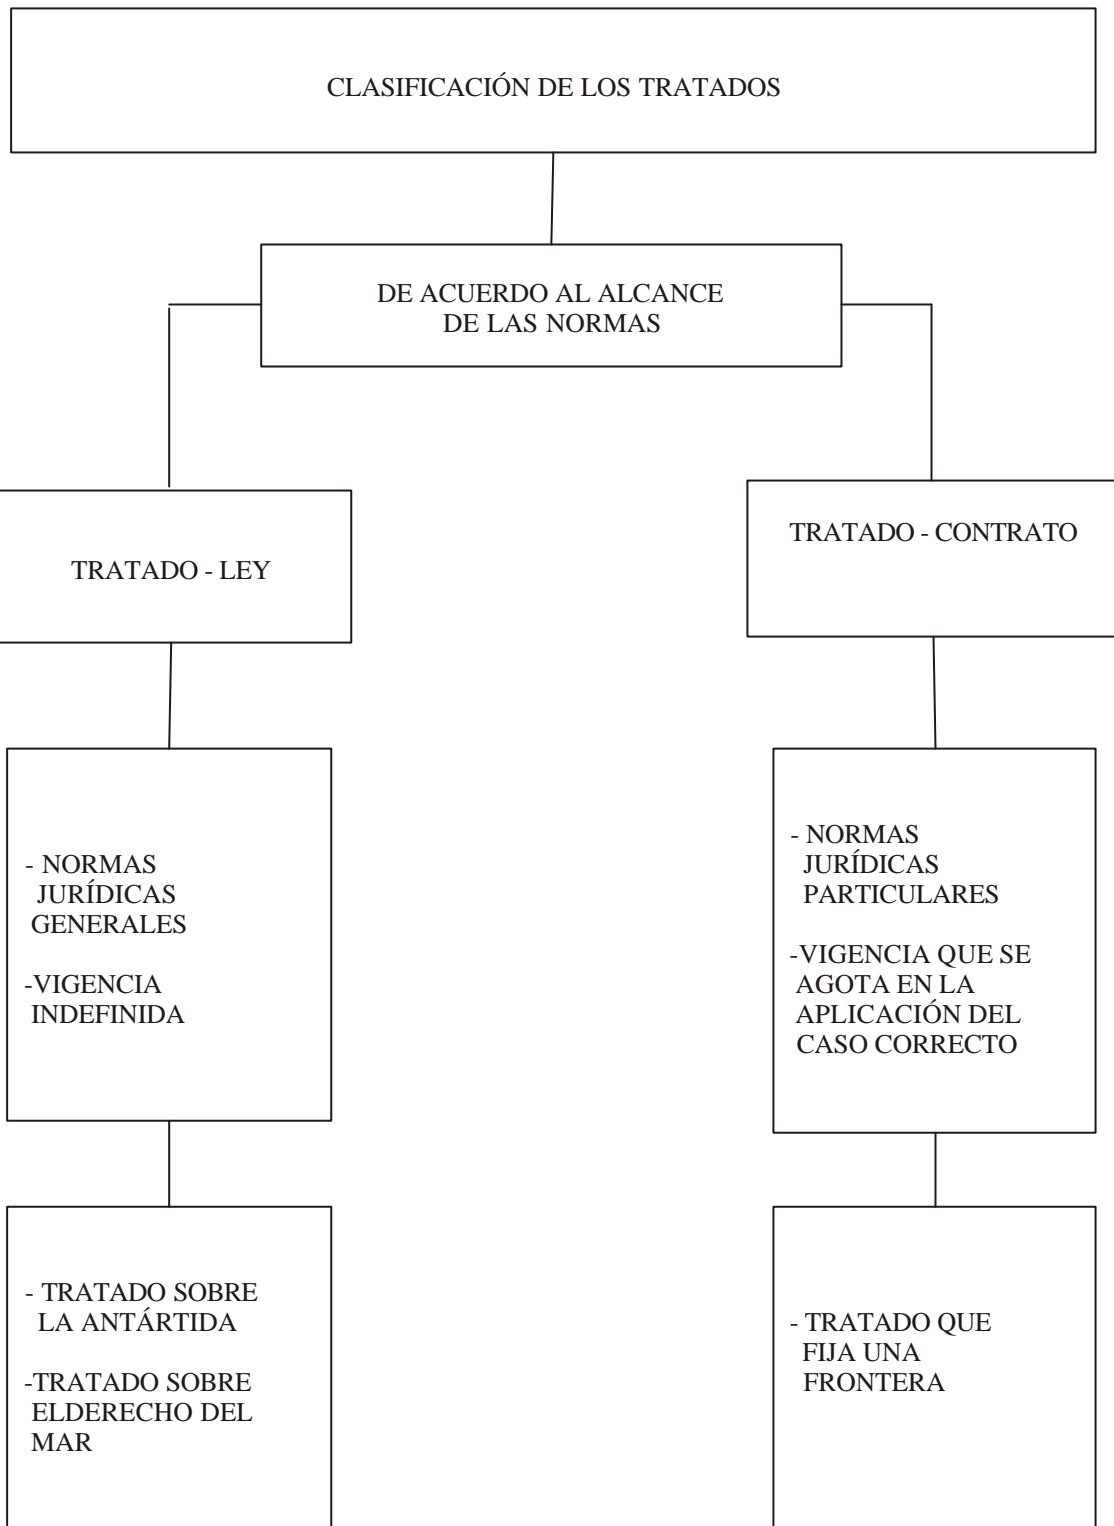 CLASIFICACIÓN DE LOS TRATADOS
DE ACUERDO AL ALCANCE
DE LAS NORMAS
TRATADO - LEY
TRATADO - CONTRATO
- NORMAS
JURÍDICAS
GENERALES
-VIGENCIA
INDEFINIDA
- NORMAS
JURÍDICAS
PARTICULARES
-VIGENCIA QUE SE
AGOTA EN LA
APLICACIÓN DEL
CASO CORRECTO
- TRATADO SOBRE
LA ANTÁRTIDA
-TRATADO SOBRE
ELDERECHO DEL
MAR
- TRATADO QUE
FIJA UNA
FRONTERA